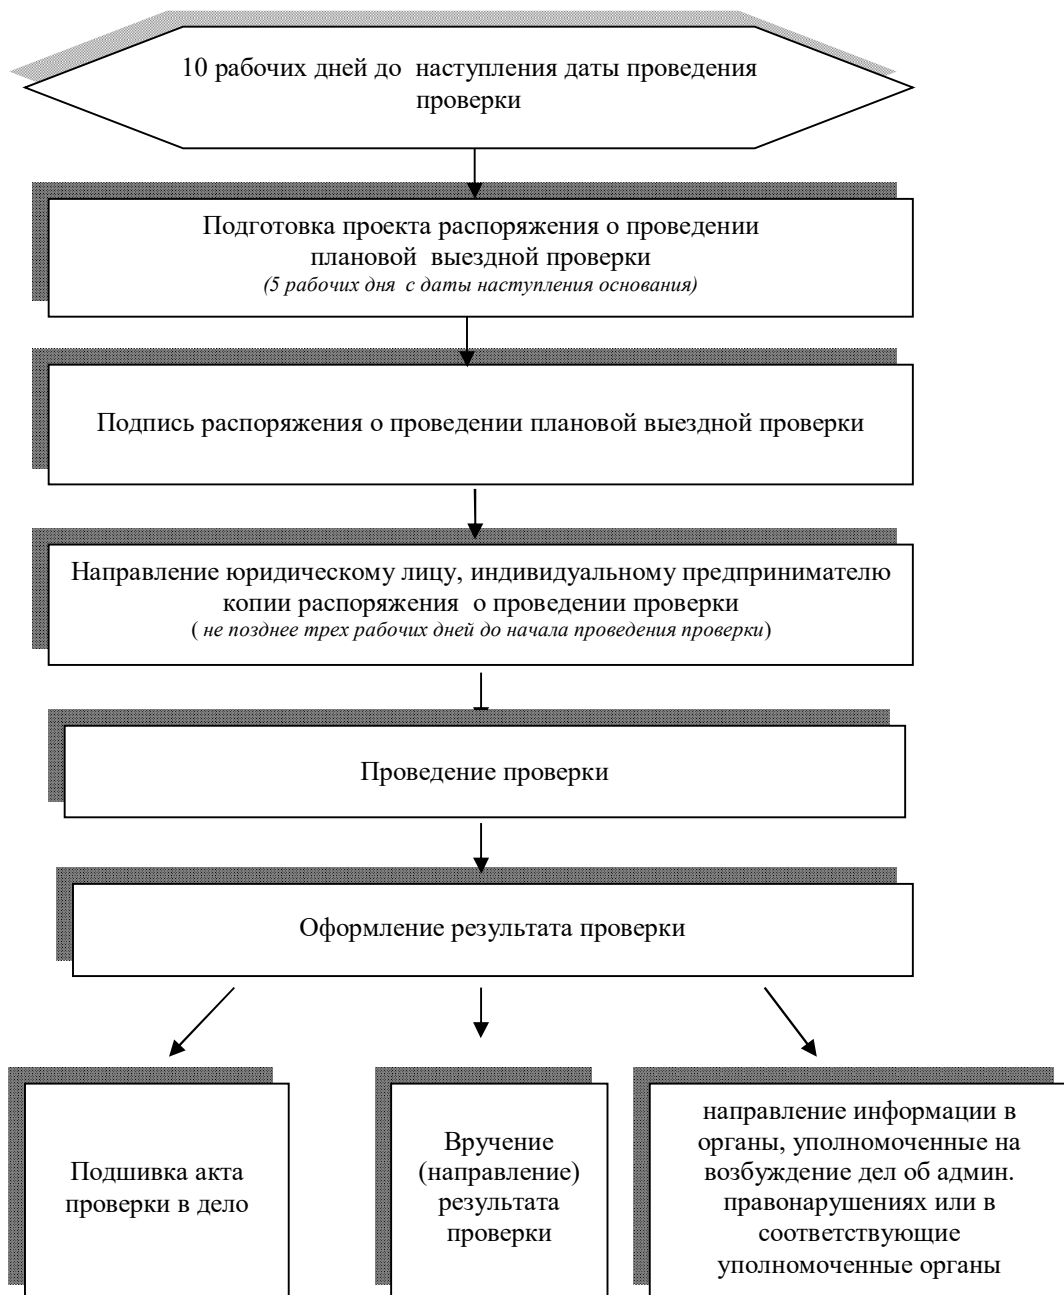 10 рабочих дней до наступления даты проведения
проверки
Подготовка проекта распоряжения о проведении
плановой выездной проверки
(5 рабочих дня с даты наступления основания)
Подпись распоряжения о проведении плановой выездной проверки
Направление юридическому лицу, индивидуальному предпринимателю
копии распоряжения о проведении проверки
( не позднее трех рабочих дней до начала проведения проверки)
Проведение проверки
Оформление результата проверки
Подшивка акта
проверки в дело
Вручение
(направление)
результата
проверки
направление информации в
органы, уполномоченные на
возбуждение дел об админ.
правонарушениях или в
соответствующие
уполномоченные органы